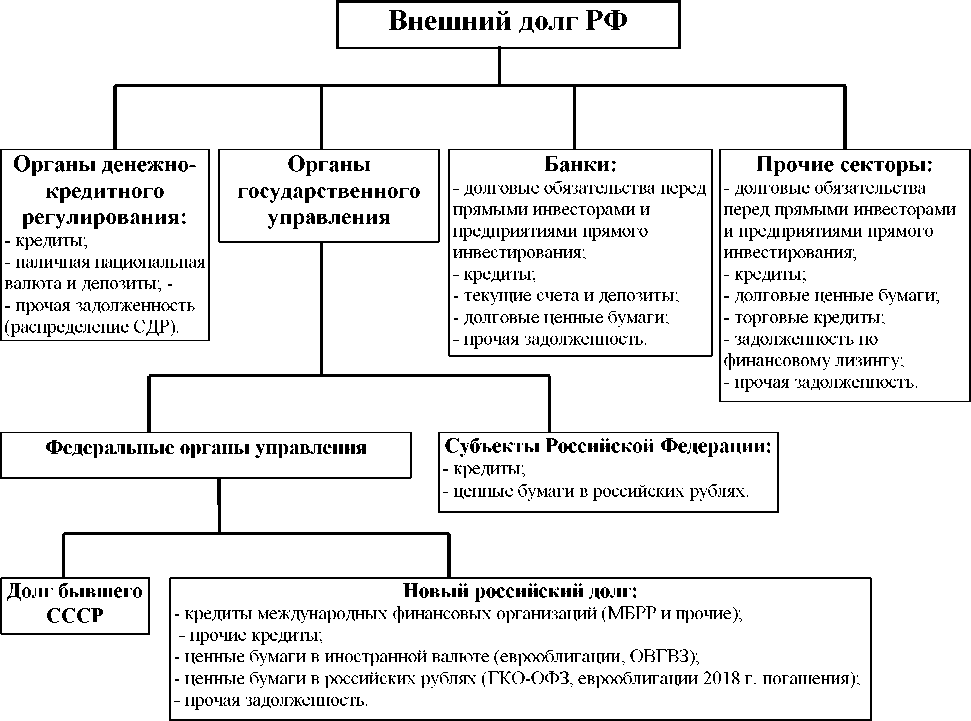 Внешний долг РФ
Органы денежно-
кредитного
регулирования:
- кредиты;
- наличная национальная
валюта и депозиты; -
- прочая задолженность
(распределение СДР).
Органы
государственного
управления
Банки:
- долговые обязательства перед
прямыми инвесторами и
предприятиями прямого
инвестирования;
- кредиты;
- текущие счета и депозиты;
- долговые ценные бумаги;
- прочая задолженность.
Прочие секторы:
- долговые обязательства
перед прямыми инвесторами
и предприятиями прямого
инвестирования;
- кредиты;
- долговые ценные бумаги;
- торговые кредиты;
- задолженность по
финансовому лизингу;
- прочая задолженность.
Федеральные органы управления
Субъекты Российской Федерации:
- кредиты;
- ценные бумаги в российских рублях.
Долг бывшего
СССР
Новый российский долг:
- кредиты международных финансовых организаций (МБРР и прочие);
- прочие кредиты;
- ценные бумаги в иностранной валюте (еврооблигации, ОВГВЗ);
- ценные бумаги в российских рублях (ГКО-ОФЗ, еврооблигации 2018 г. погашения);
- прочая задолженность.